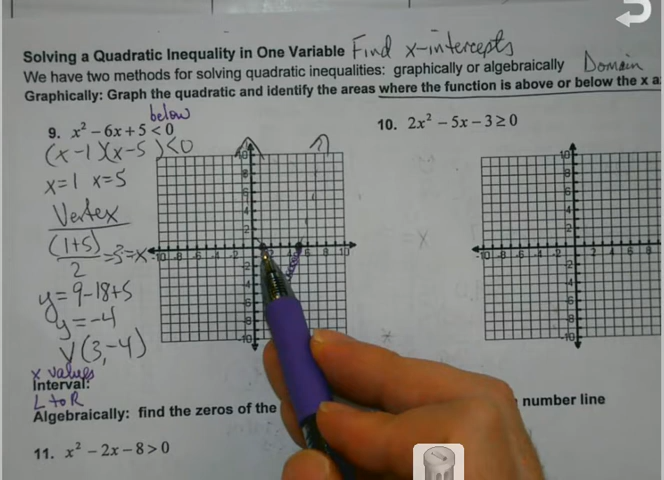 Solving a Quadratic Inequality in One Variable Find x-intercepts
We have two methods for solving quadratic inequalities: graphically or algebraically Domain
Graphically: Graph the quadratic and identify the areas where the function is above or below the x a
below
9. x² – 6x + 5 < 0
10. 2x² – 5x – 3 ≥ 0
(x-1)(x-5)<0
x=1 x=5
Vertex
(1+5)/2 =3=x
y=9-18+5
y=-4
V(3,-4)
x values
Interval:
L to R
Algebraically: find the zeros of the number line
11. x² – 2x – 8 > 0